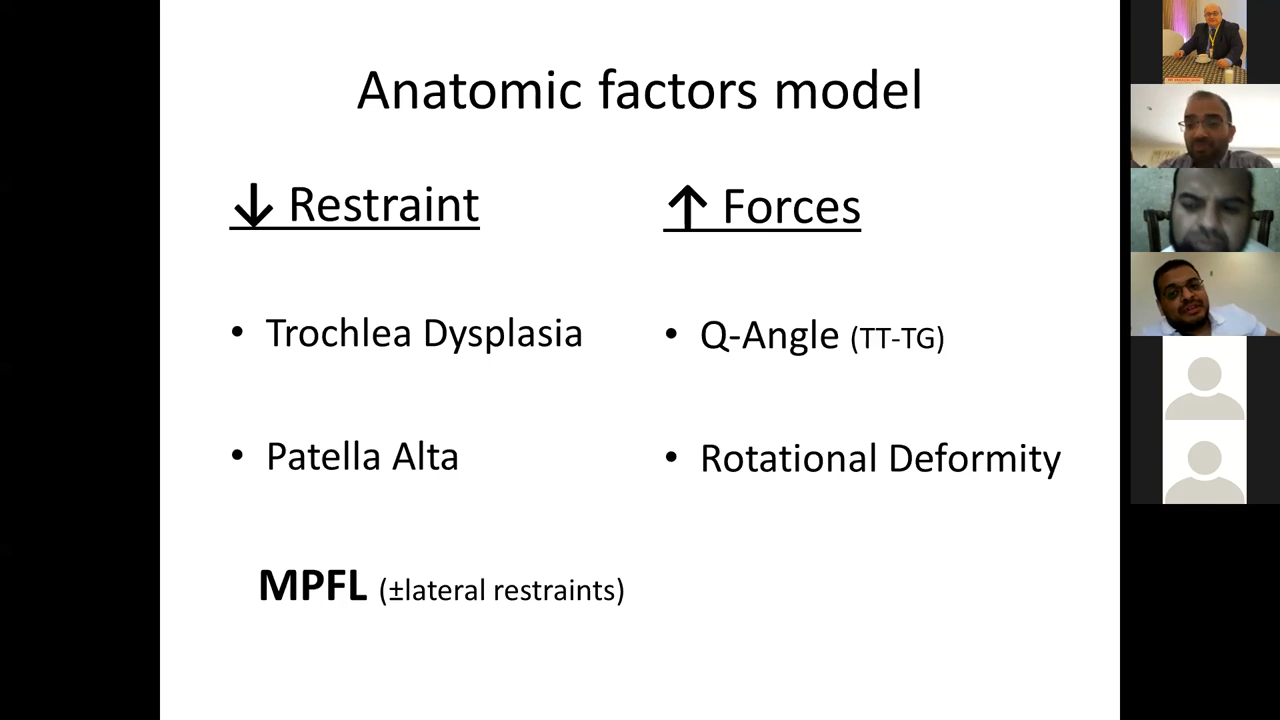 Anatomic factors model
↓ Restraint
• Trochlea Dysplasia
• Patella Alta
MPFL (±lateral restraints)
↑ Forces
• Q-Angle (TT-TG)
• Rotational Deformity